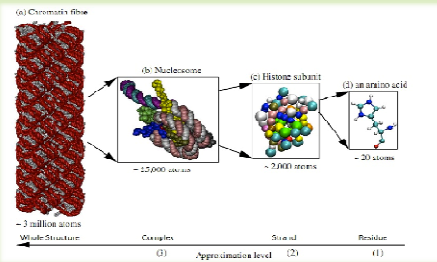 (a) Chromatin fibre
(b) Nucleosome
(c) Histone subunit
(d) an amino acid
~ 20 atoms
~ 2,000 atoms
~ 15,000 atoms
~ 3 million atoms
Whole Structure
Complex
Strand
Residue
(3)
(2)
(1)
Approximation level